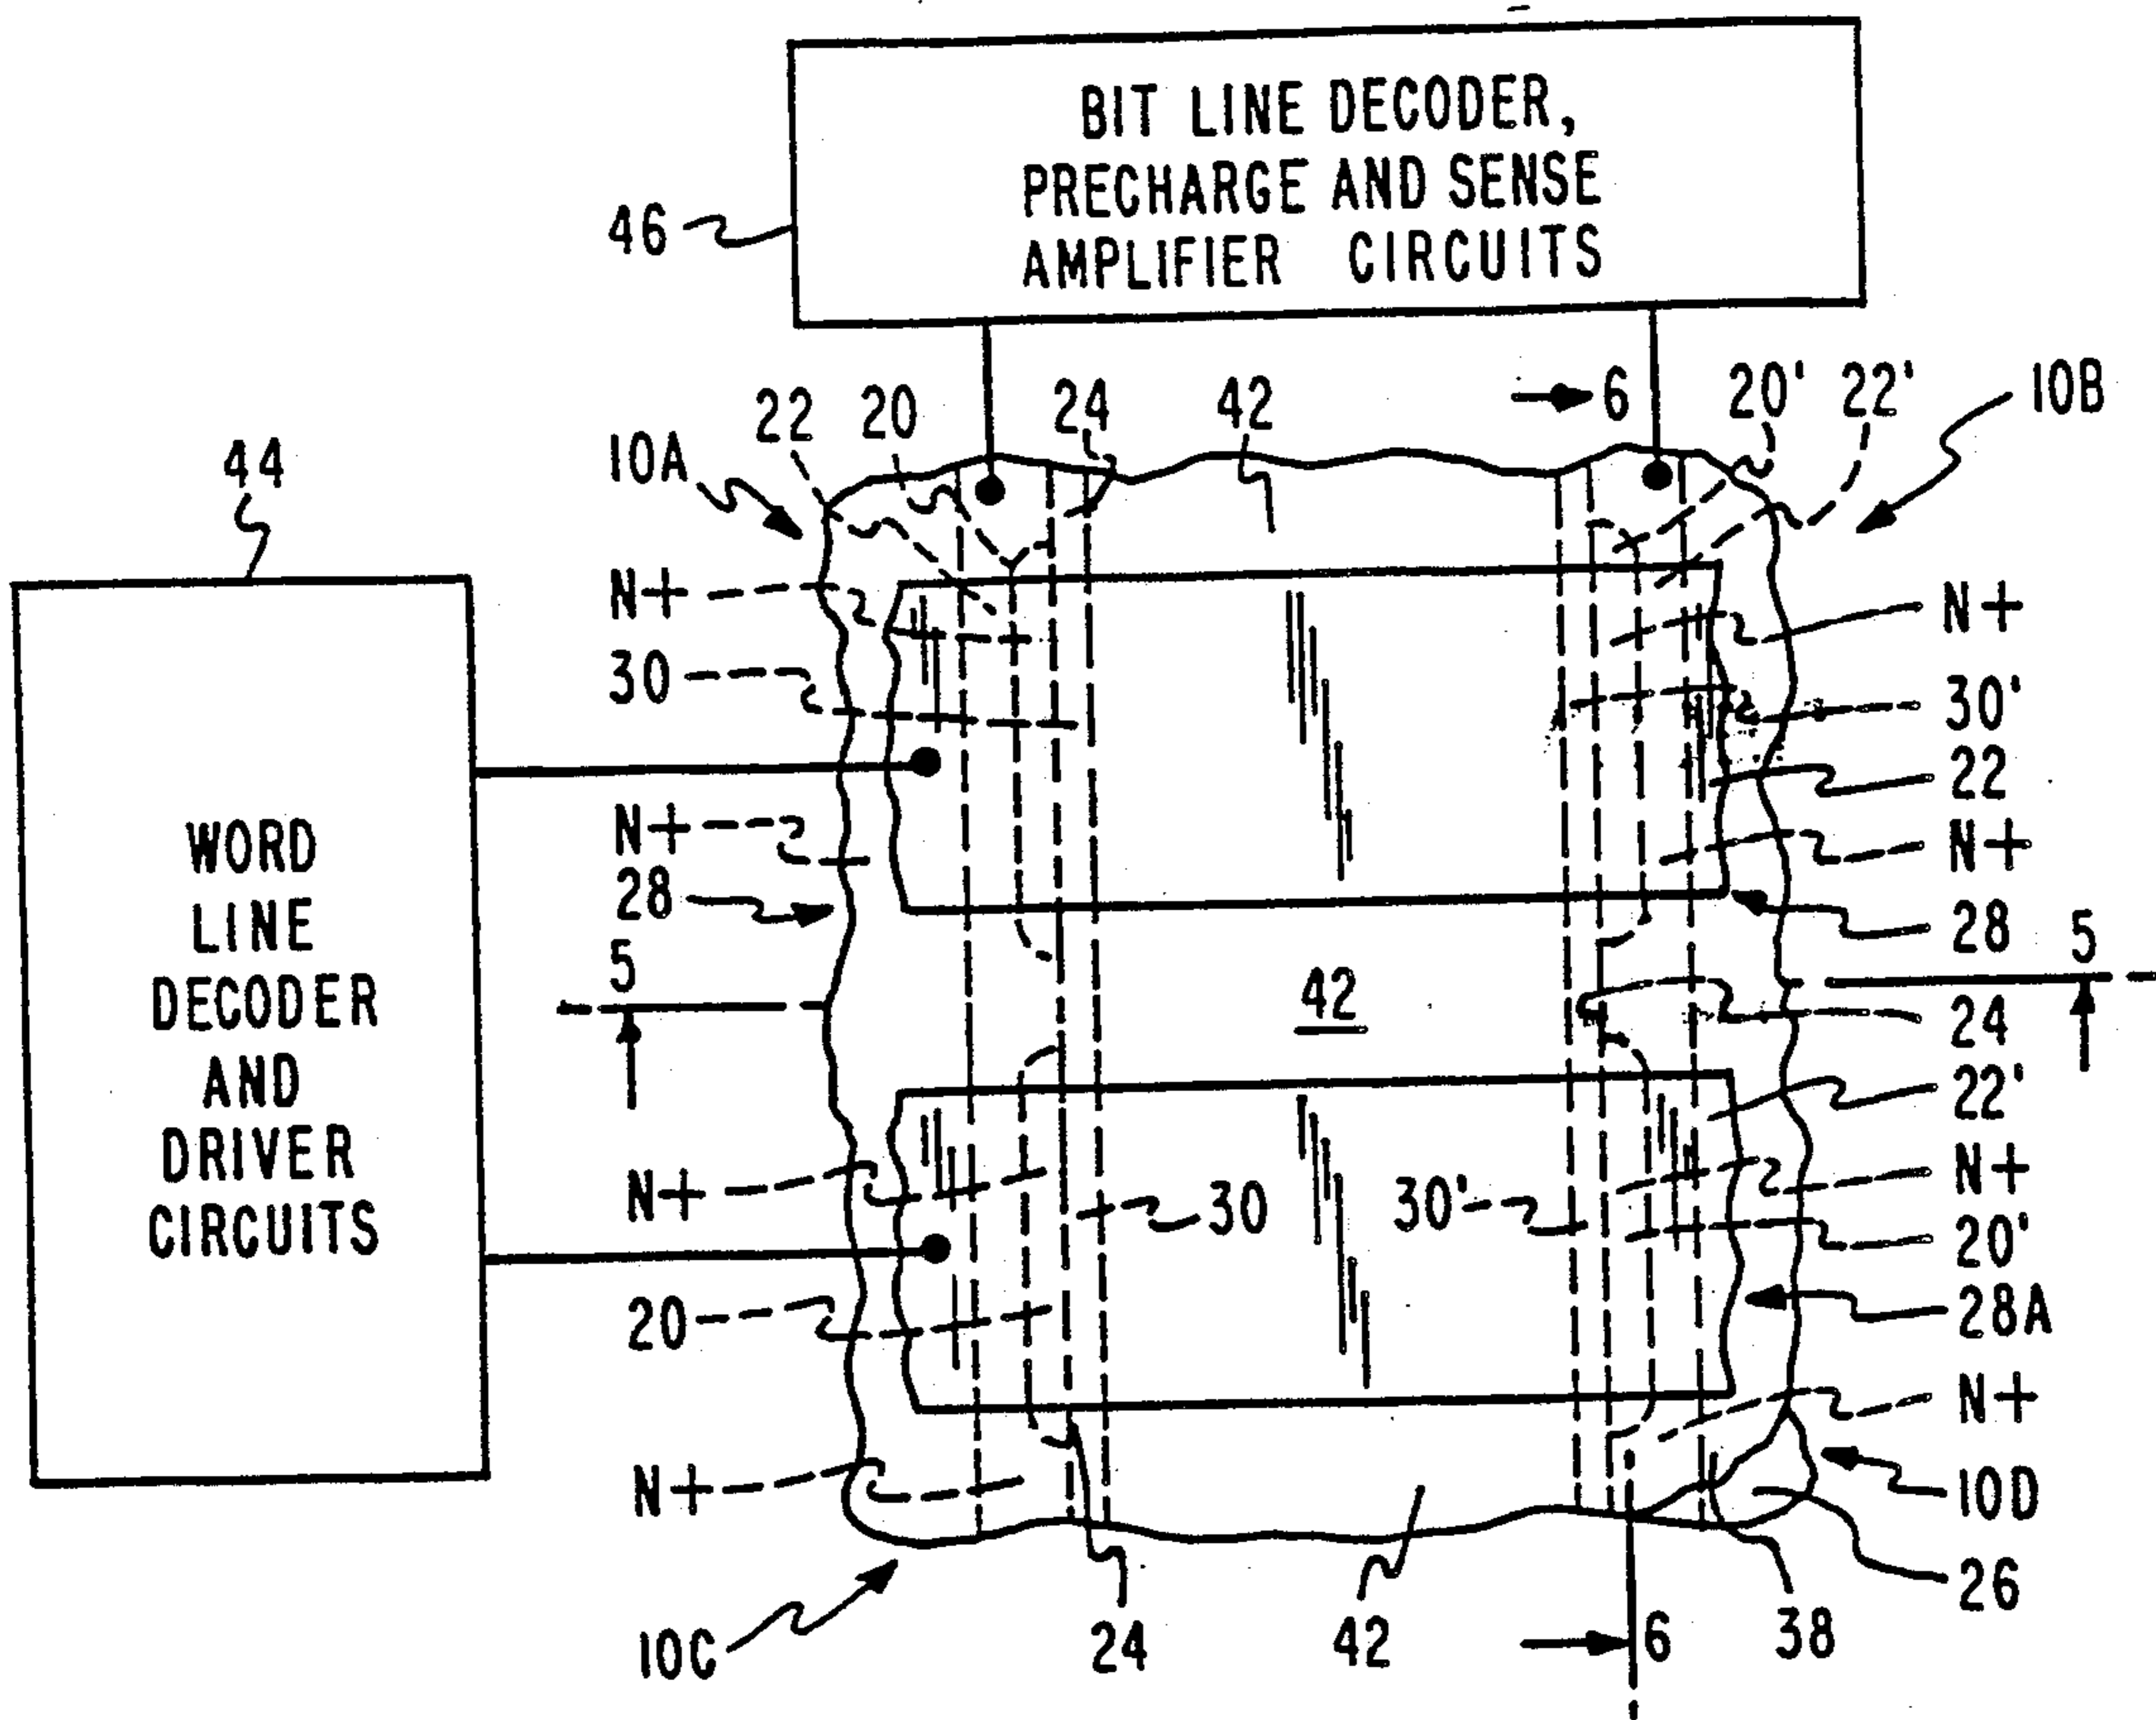 BIT LINE DECODER,
PRECHARGE AND SENSE
AMPLIFIER CIRCUITS
46
22 20 24 42 6 20' 22' 10B
10A
44
N+
30
N+
28
5
WORD
LINE
DECODER
AND
DRIVER
CIRCUITS
42
N+
30'
22
N+
28
5
24
22'
N+
20'
28A
N+
10D
26
N+
30
30'
20
N+
10C
24
42
6
38